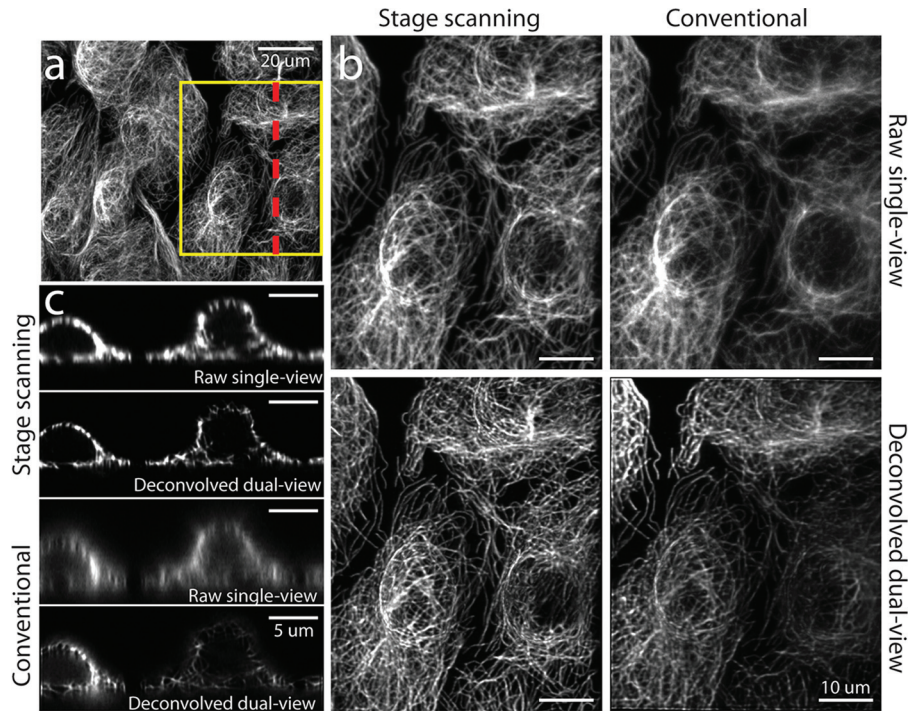 Stage scanning
Conventional
a
20 um
b
Raw single-view
c
Stage scanning
Raw single-view
Deconvolved dual-view
Conventional
Raw single-view
5 um
Deconvolved dual-view
Deconvolved dual-view
10 um